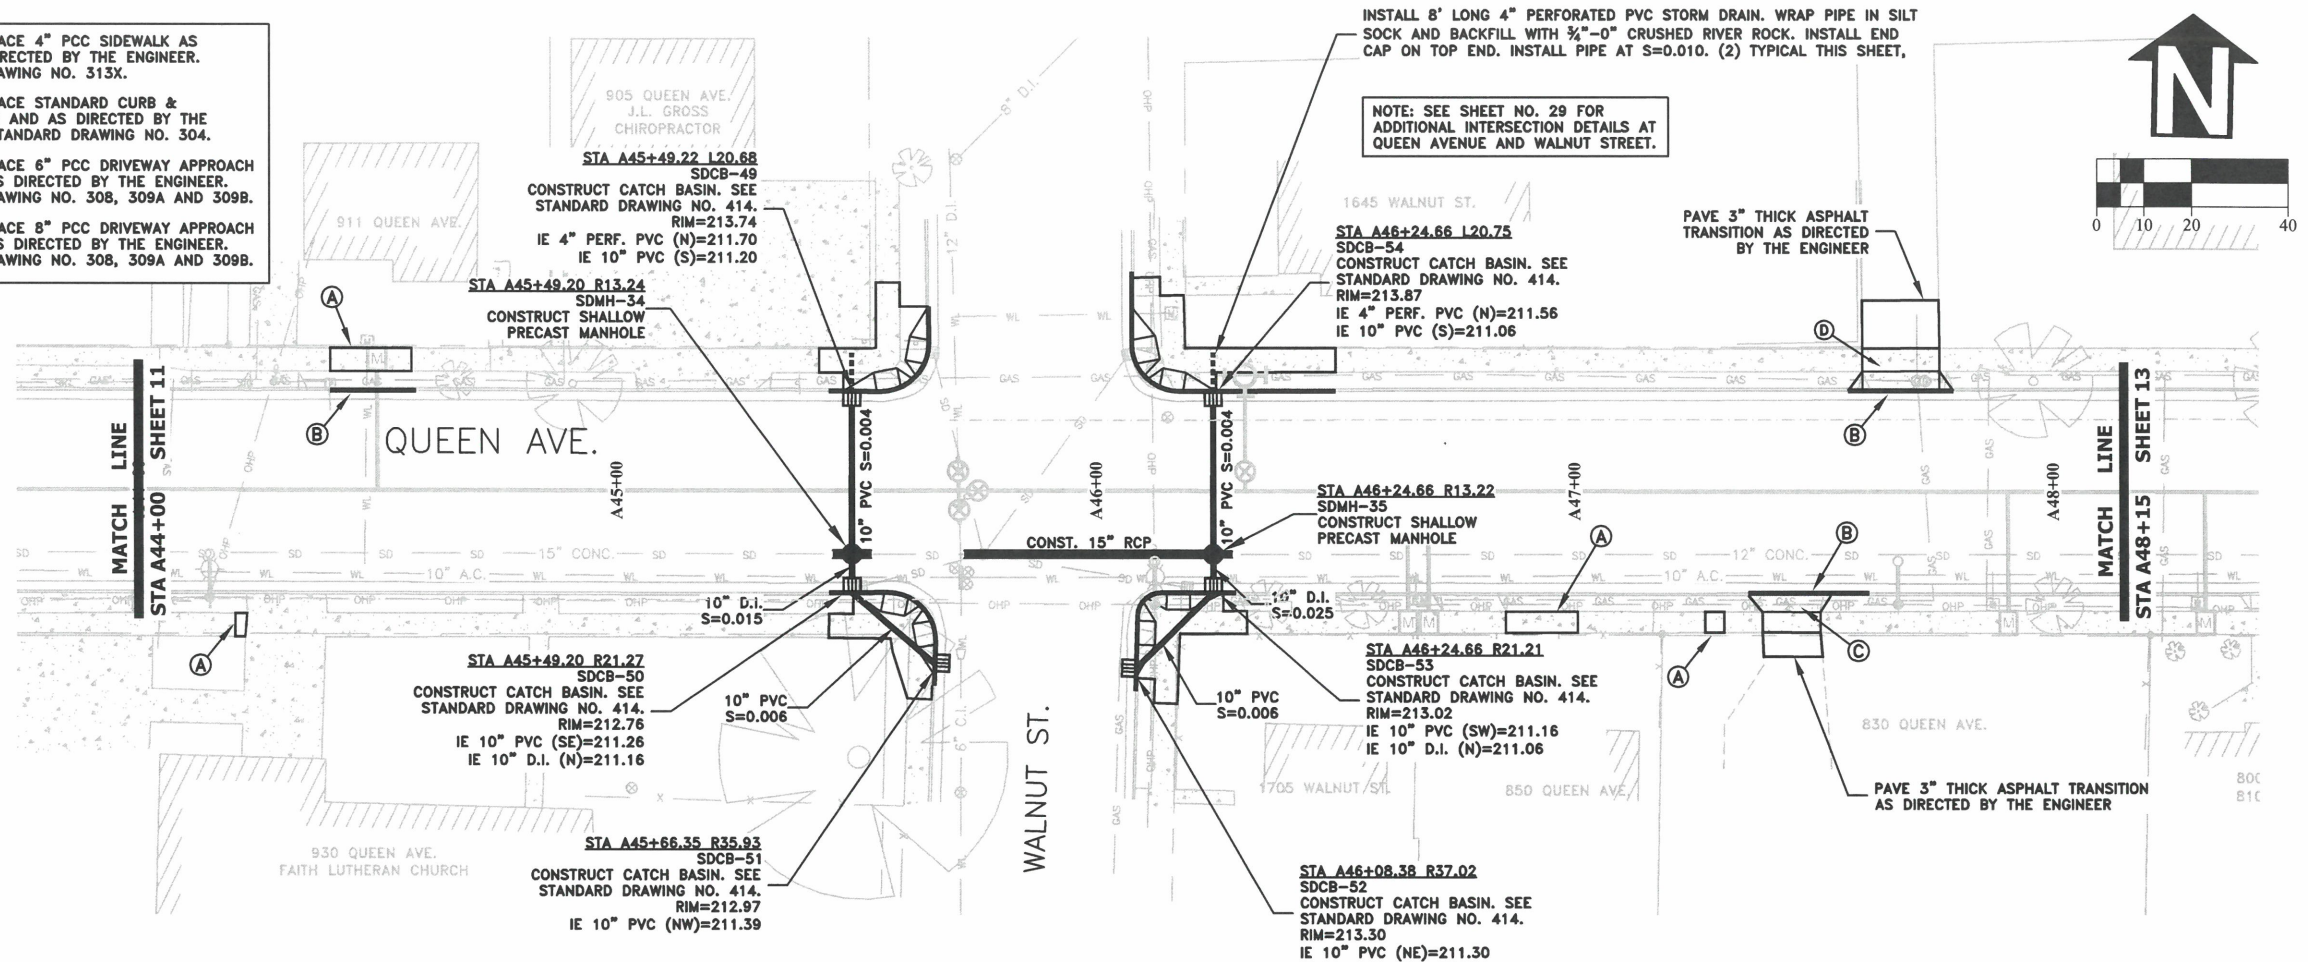 ACE 4" PCC SIDEWALK AS
RECTED BY THE ENGINEER.
AWING NO. 313X.
ACE STANDARD CURB &
AND AS DIRECTED BY THE
TANDARD DRAWING NO. 304.
ACE 6" PCC DRIVEWAY APPROACH
S DIRECTED BY THE ENGINEER.
AWING NO. 308, 309A AND 309B.
ACE 8" PCC DRIVEWAY APPROACH
S DIRECTED BY THE ENGINEER.
AWING NO. 308, 309A AND 309B.
INSTALL 8' LONG 4" PERFORATED PVC STORM DRAIN. WRAP PIPE IN SILT
SOCK AND BACKFILL WITH ¾"-0" CRUSHED RIVER ROCK. INSTALL END
CAP ON TOP END. INSTALL PIPE AT S=0.010. (2) TYPICAL THIS SHEET,
NOTE: SEE SHEET NO. 29 FOR
ADDITIONAL INTERSECTION DETAILS AT
QUEEN AVENUE AND WALNUT STREET.
N
0 10 20 40
905 QUEEN AVE.
J.L. GROSS
CHIROPRACTOR
8" D.I.
12" D.I.
911 QUEEN AVE.
1645 WALNUT ST.
STA A45+49.22 L20.68
SDCB-49
CONSTRUCT CATCH BASIN. SEE
STANDARD DRAWING NO. 414.
RIM=213.74
IE 4" PERF. PVC (N)=211.70
IE 10" PVC (S)=211.20
STA A45+49.20 R13.24
SDMH-34
CONSTRUCT SHALLOW
PRECAST MANHOLE
STA A46+24.66 L20.75
SDCB-54
CONSTRUCT CATCH BASIN. SEE
STANDARD DRAWING NO. 414.
RIM=213.87
IE 4" PERF. PVC (N)=211.56
IE 10" PVC (S)=211.06
PAVE 3" THICK ASPHALT
TRANSITION AS DIRECTED
BY THE ENGINEER
A
B
D
B
MATCH LINE
STA A44+00 SHEET 11
QUEEN AVE.
A45+00
10" PVC S=0.004
A46+00
10" PVC S=0.004
A47+00
A48+00
MATCH LINE
STA A48+15 SHEET 13
STA A46+24.66 R13.22
SDMH-35
CONSTRUCT SHALLOW
PRECAST MANHOLE
CONST. 15" RCP
15" CONC.
10" A.C.
12" CONC.
10" A.C.
A
B
A
A
C
10" D.I.
S=0.015
10" D.I.
S=0.025
STA A45+49.20 R21.27
SDCB-50
CONSTRUCT CATCH BASIN. SEE
STANDARD DRAWING NO. 414.
RIM=212.76
IE 10" PVC (SE)=211.26
IE 10" D.I. (N)=211.16
10" PVC
S=0.006
6" C.I.
WALNUT ST.
10" PVC
S=0.006
STA A46+24.66 R21.21
SDCB-53
CONSTRUCT CATCH BASIN. SEE
STANDARD DRAWING NO. 414.
RIM=213.02
IE 10" PVC (SW)=211.16
IE 10" D.I. (N)=211.06
1705 WALNUT ST.
850 QUEEN AVE.
830 QUEEN AVE.
800
810
PAVE 3" THICK ASPHALT TRANSITION
AS DIRECTED BY THE ENGINEER
930 QUEEN AVE.
FAITH LUTHERAN CHURCH
STA A45+66.35 R35.93
SDCB-51
CONSTRUCT CATCH BASIN. SEE
STANDARD DRAWING NO. 414.
RIM=212.97
IE 10" PVC (NW)=211.39
STA A46+08.38 R37.02
SDCB-52
CONSTRUCT CATCH BASIN. SEE
STANDARD DRAWING NO. 414.
RIM=213.30
IE 10" PVC (NE)=211.30